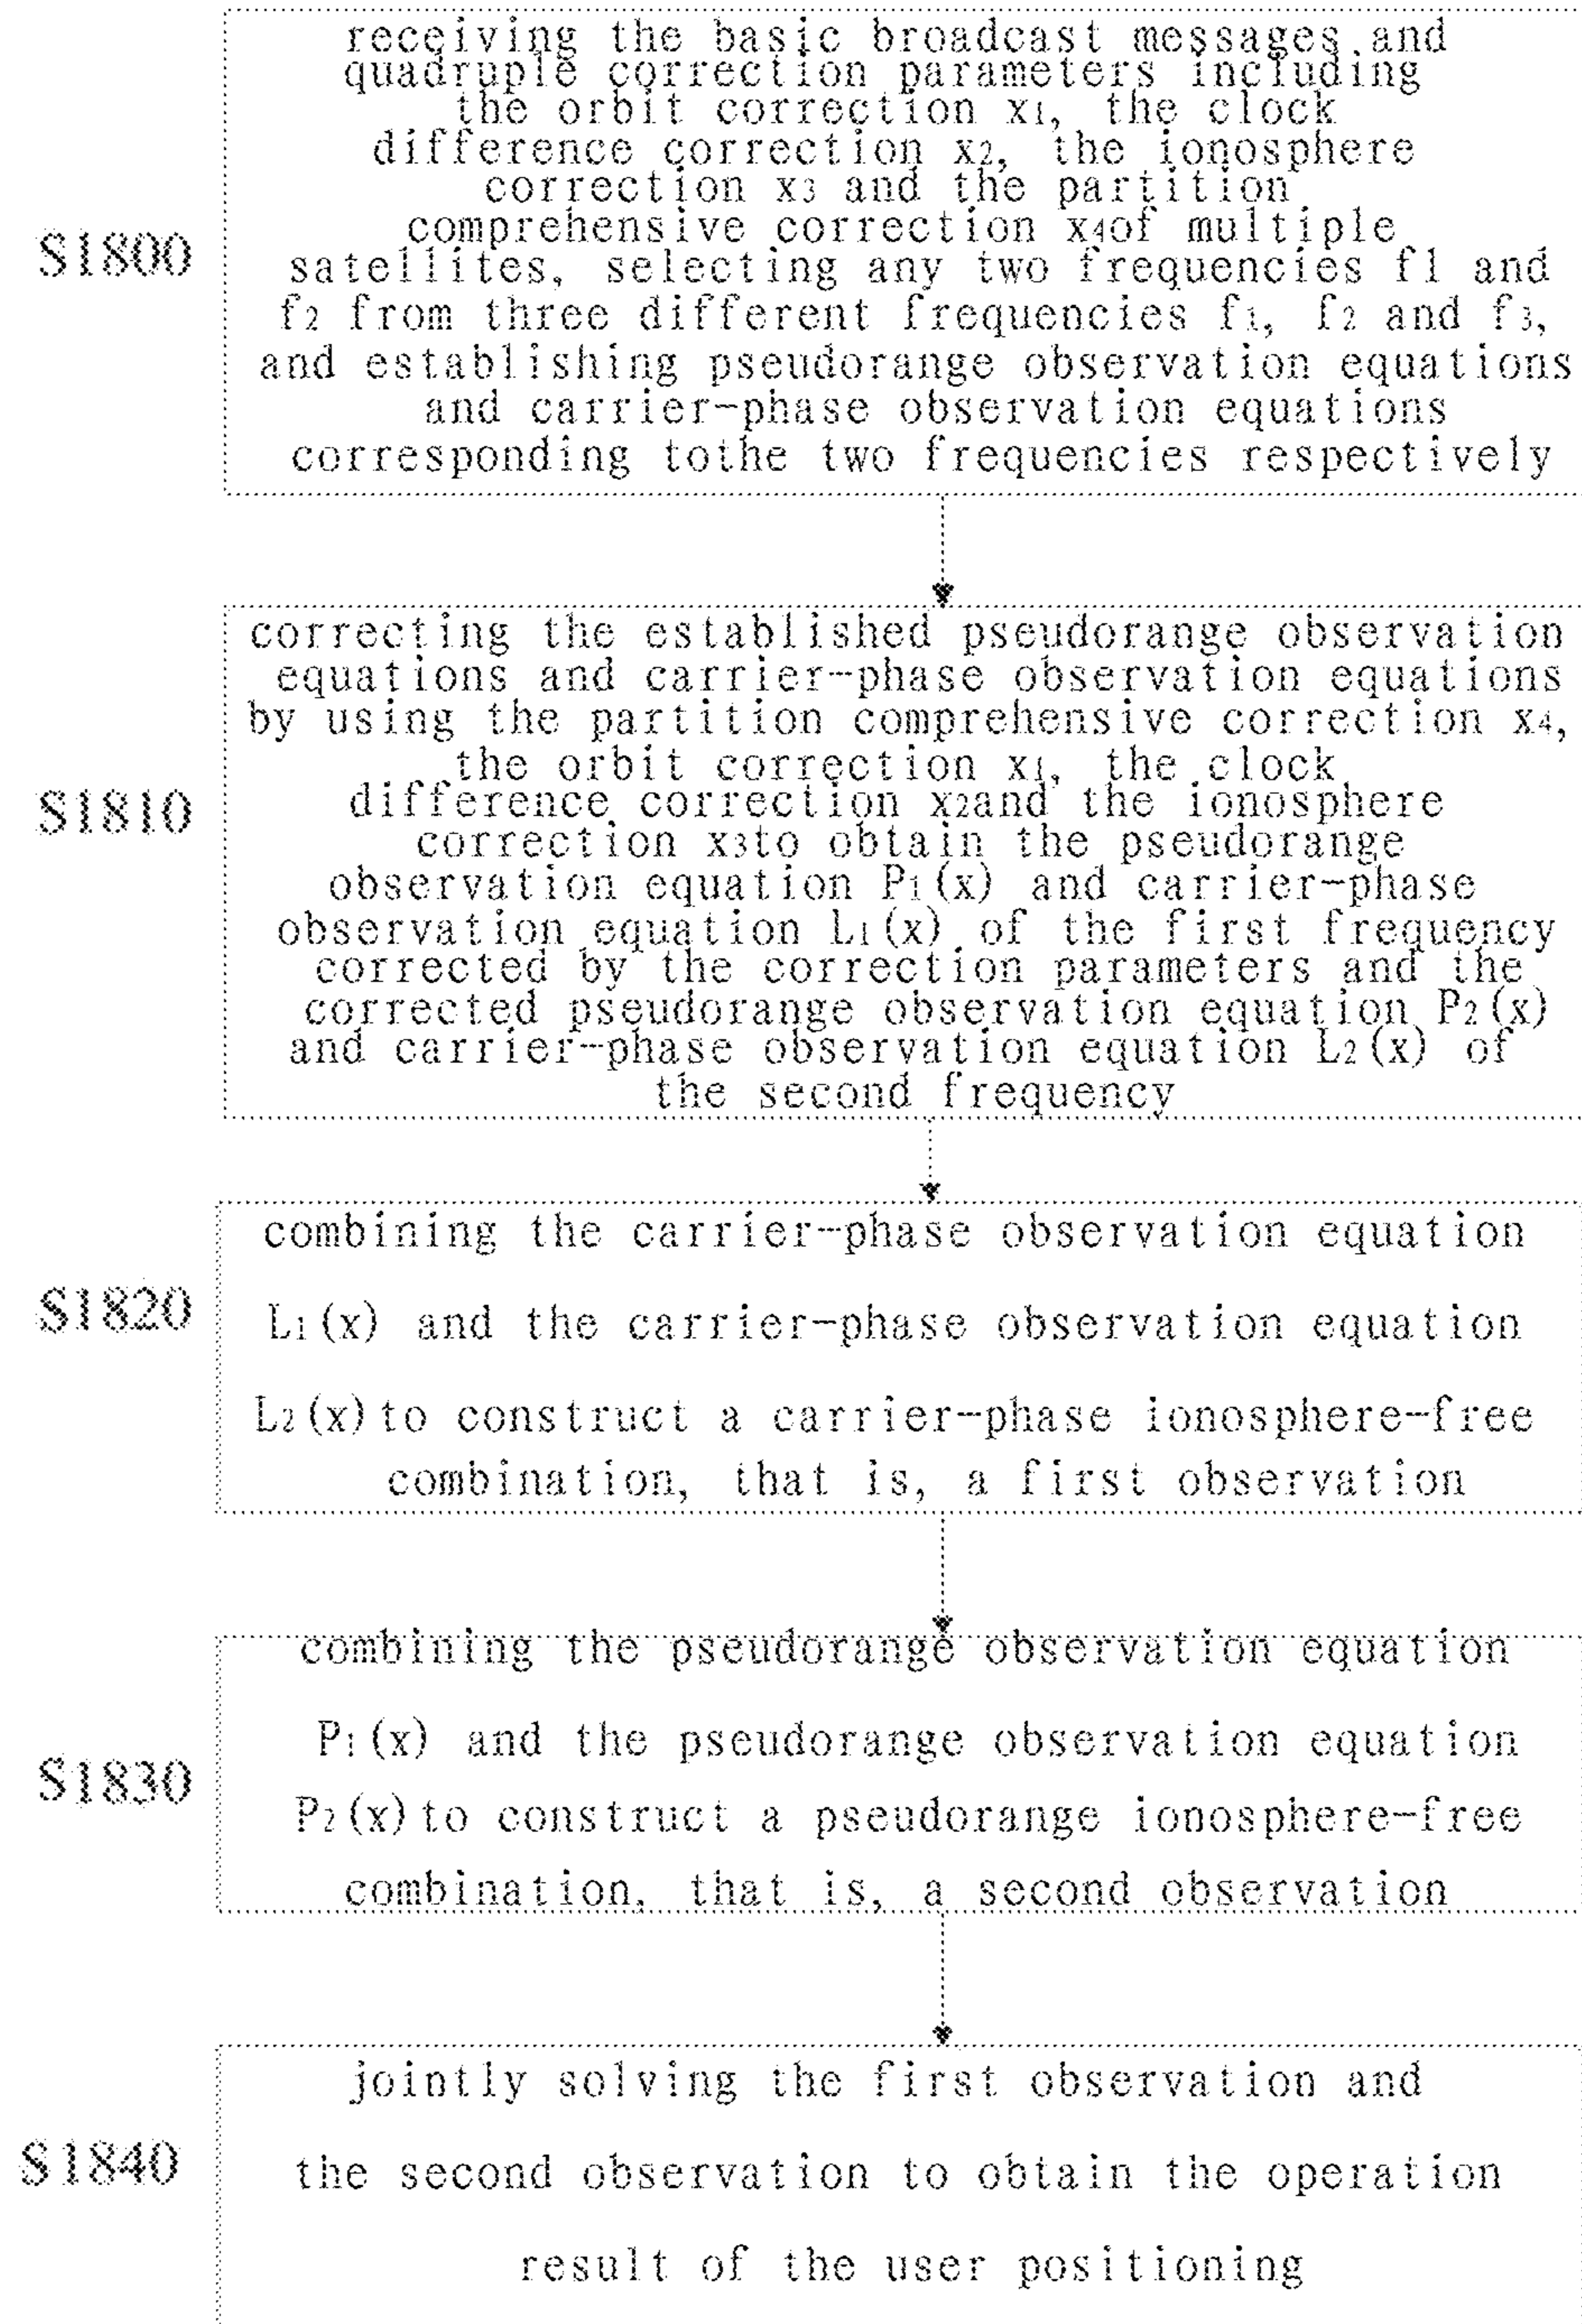 receiving the basic broadcast messages and
quadruple correction parameters including
the orbit correction x₁, the clock
difference correction x₂, the ionosphere
correction x₃ and the partition
comprehensive correction x₄of multiple
S1800
satellites, selecting any two frequencies f1 and
f₂ from three different frequencies f₁, f₂ and f₃,
and establishing pseudorange observation equations
and carrier-phase observation equations
corresponding tothe two frequencies respectively
correcting the established pseudorange observation
equations and carrier-phase observation equations
by using the partition comprehensive correction x₄,
the orbit correction x₁, the clock
S1810
difference correction x₂and the ionosphere
correction x₃to obtain the pseudorange
observation equation P₁(x) and carrier-phase
observation equation L₁(x) of the first frequency
corrected by the correction parameters and the
corrected pseudorange observation equation P₂(x)
and carrier-phase observation equation L₂(x) of
the second frequency
combining the carrier-phase observation equation
S1820
L₁(x) and the carrier-phase observation equation
L₂(x)to construct a carrier-phase ionosphere-free
combination, that is, a first observation
combining the pseudorange observation equation
P₁(x) and the pseudorange observation equation
S1830
P₂(x)to construct a pseudorange ionosphere-free
combination, that is, a second observation
jointly solving the first observation and
S1840
the second observation to obtain the operation
result of the user positioning